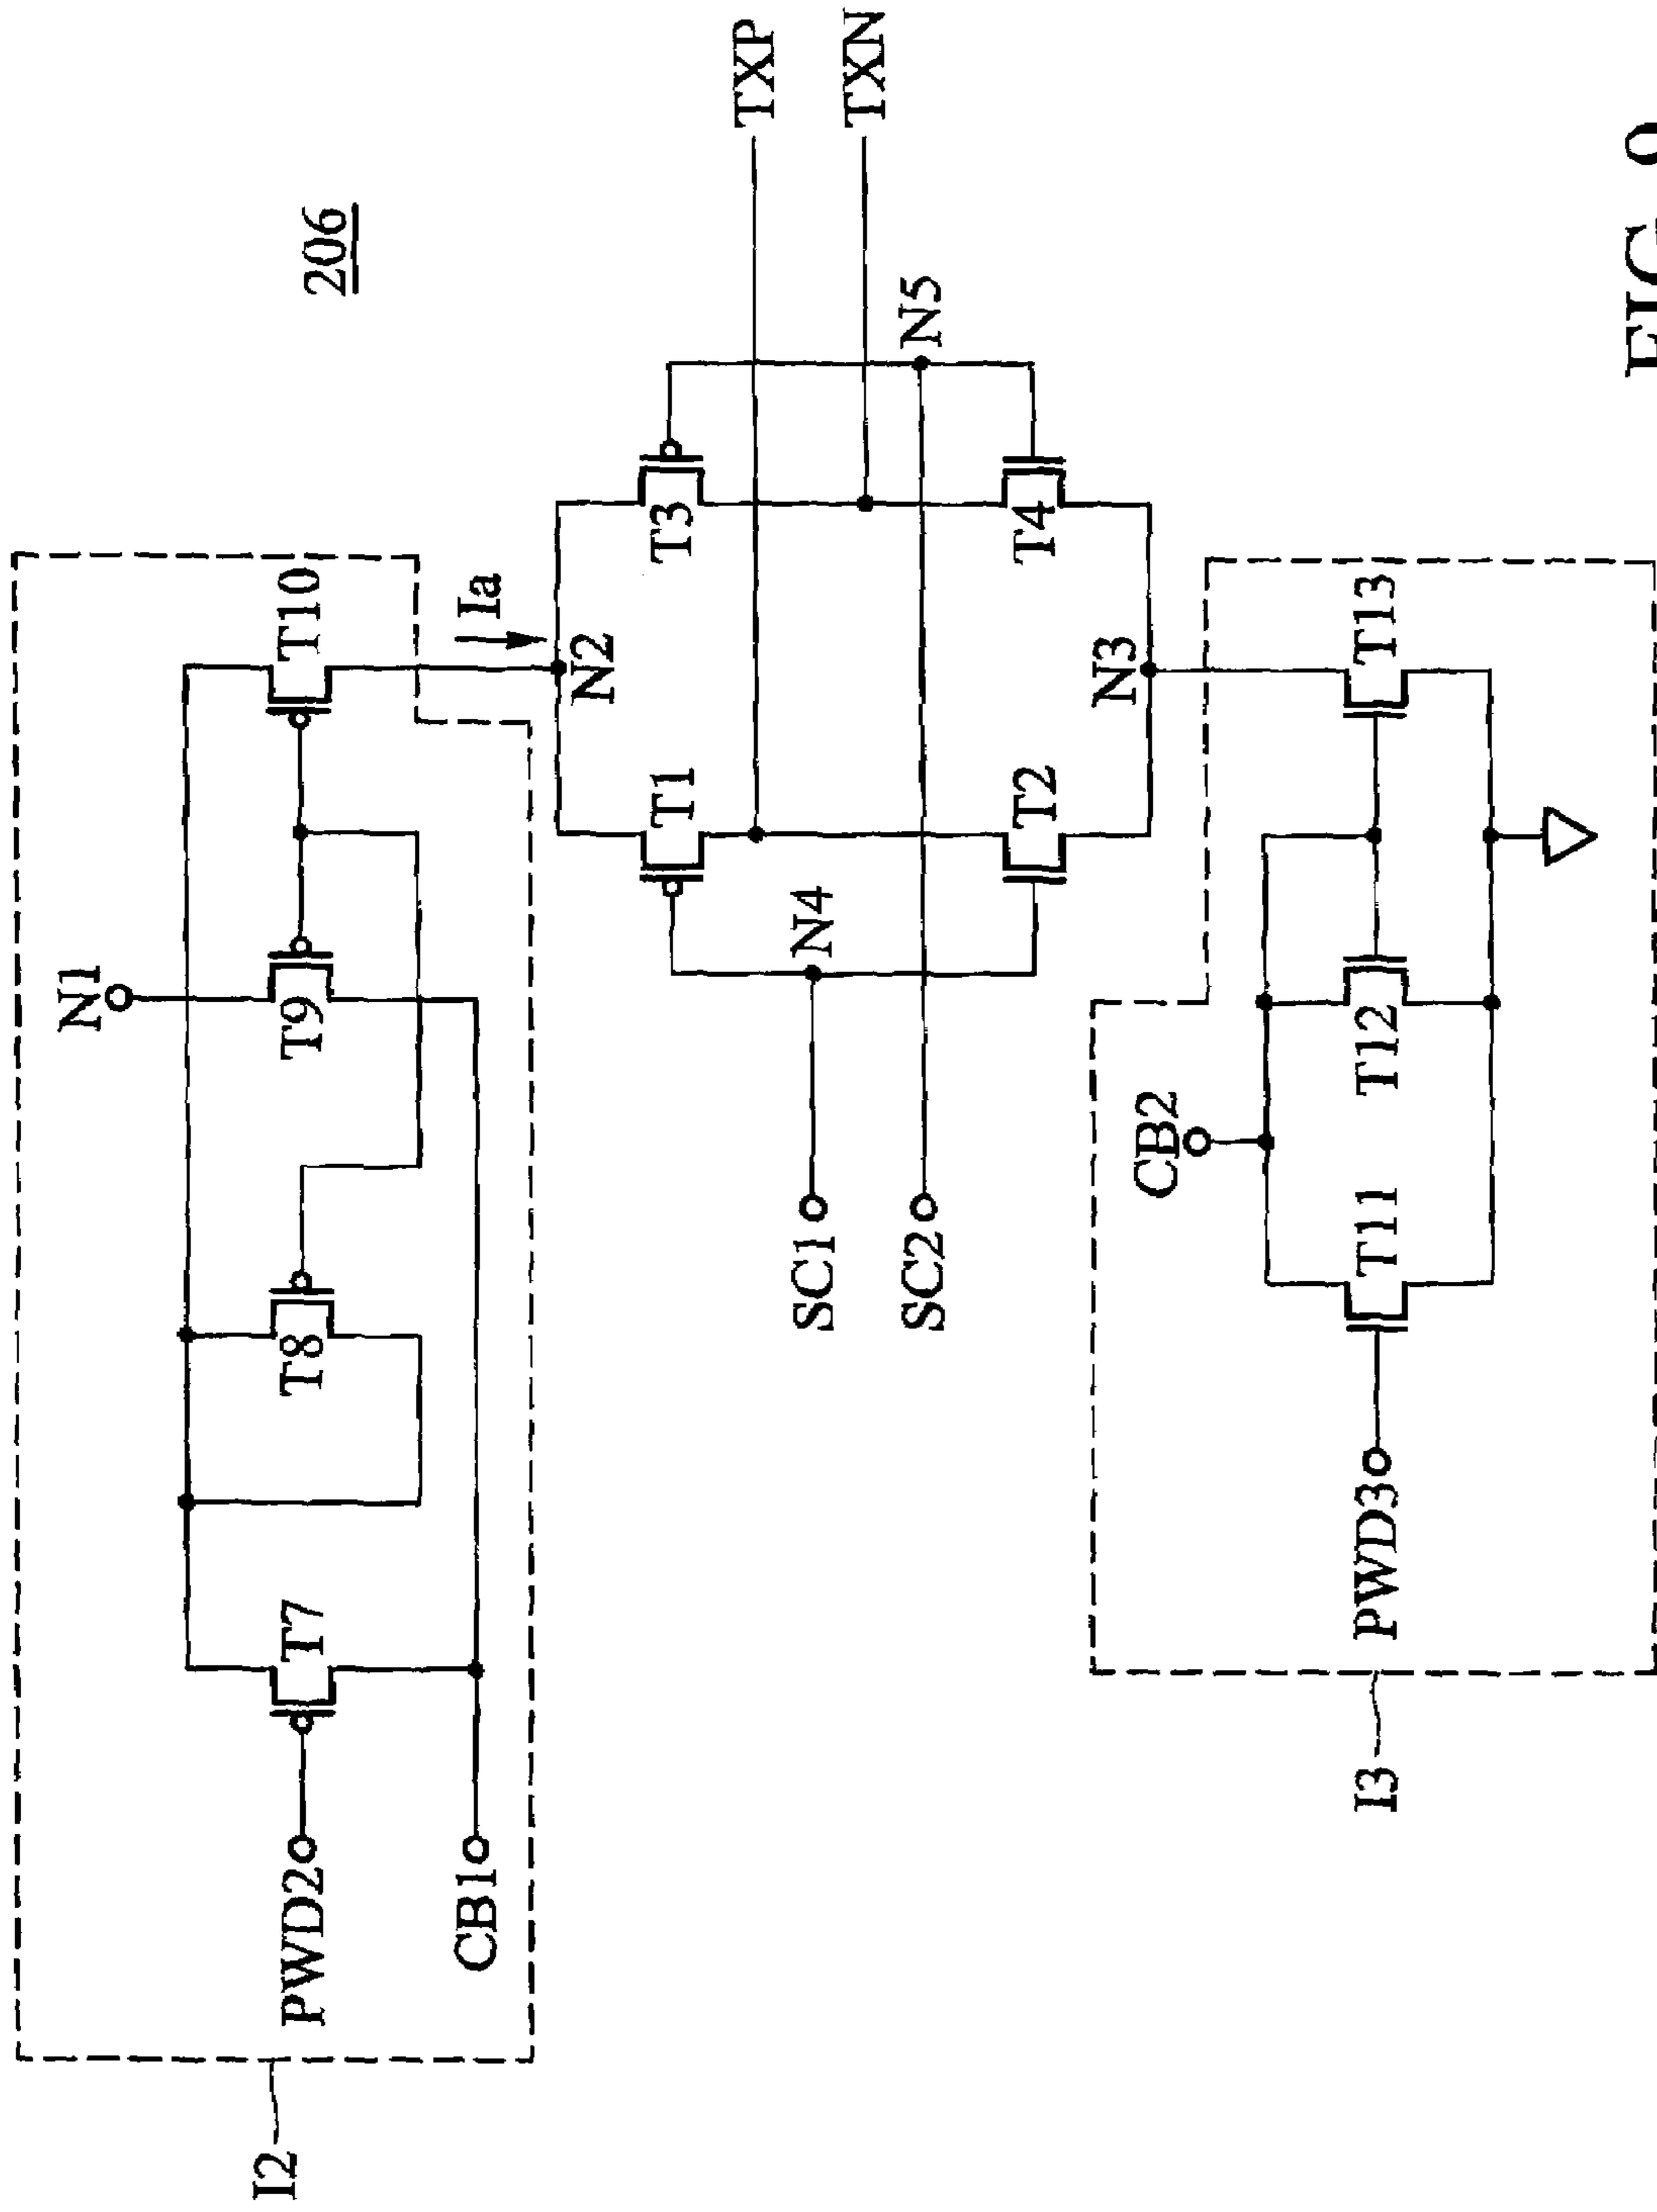 206
N1
T7
T8
T9
T10
PWD2
CB1
I2
Ia
N2
T1
T3
TXP
N4
SC1
TXN
SC2
N5
T2
T4
N3
CB2
T11
T12
T13
PWD3
I3